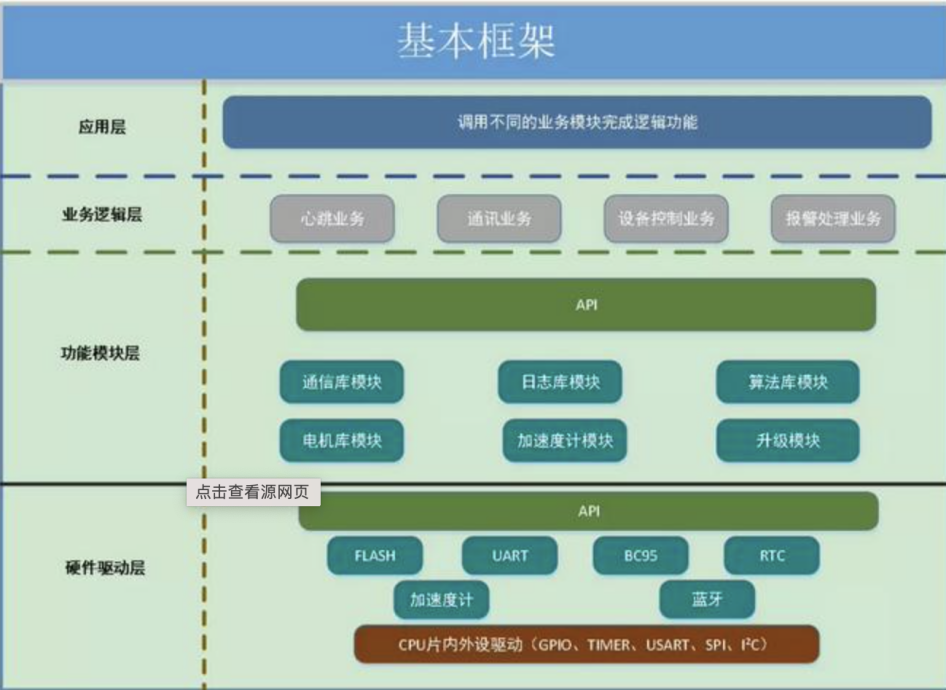 基本框架
应用层
调用不同的业务模块完成逻辑功能
业务逻辑层
心跳业务
通讯业务
设备控制业务
报警处理业务
功能模块层
API
通信库模块
日志库模块
算法库模块
电机库模块
加速度计模块
升级模块
点击查看源网页
硬件驱动层
API
FLASH
UART
BC95
RTC
加速度计
蓝牙
CPU片内外设驱动（GPIO、TIMER、USART、SPI、I²C）